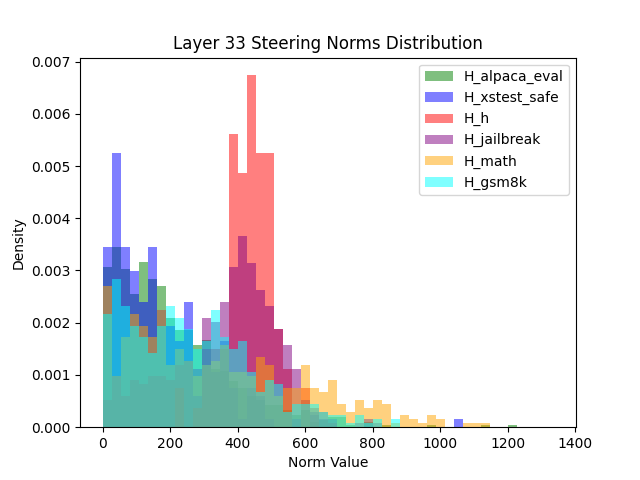 Layer 33 Steering Norms Distribution
0.007
0.006
0.005
0.004
0.003
0.002
0.001
0.000
Density
H_alpaca_eval
H_xstest_safe
H_h
H_jailbreak
H_math
H_gsm8k
0 200 400 600 800 1000 1200 1400
Norm Value